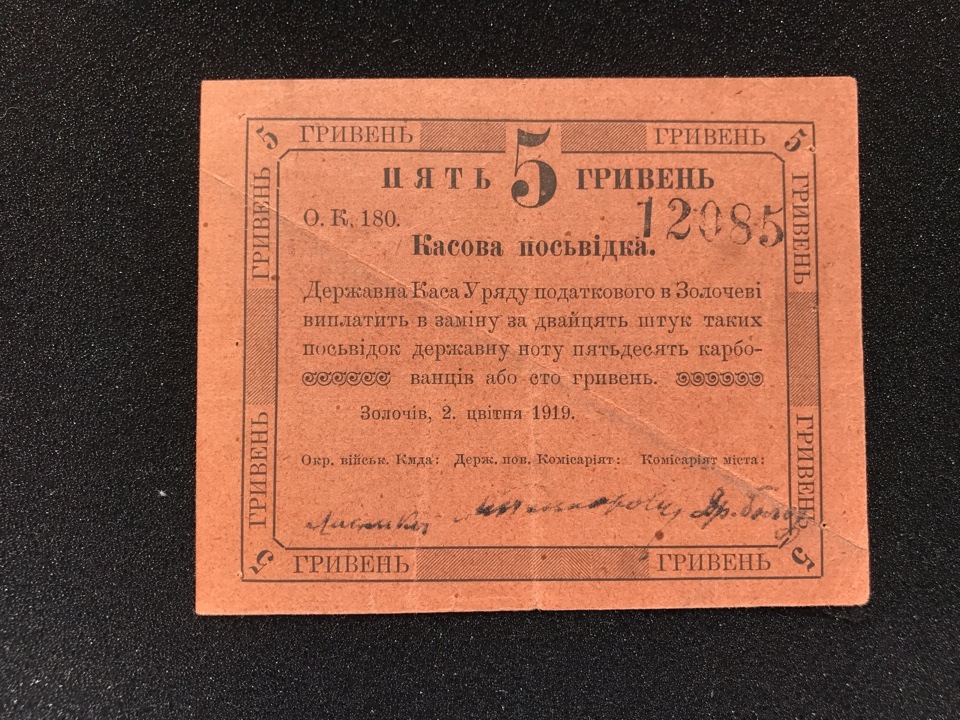 5 ГРИВЕНЬ 5 ГРИВЕНЬ 5
ПЯТЬ ГРИВЕНЬ
О. К. 180.
12085
Касова посьвідка.
Державна Каса Уряду податкового в Золочеві
виплатить в заміну за двайцять штук таких
посьвідок державну ноту пятьдесять карбо-
ванців або сто гривень.
Золочів, 2. цвітня 1919.
Окр. військ. Кмда: Держ. пов. Комісаріят: Комісаріят міста:
Др.
ГРИВЕНЬ
ГРИВЕНЬ
ГРИВЕНЬ
ГРИВЕНЬ
5 ГРИВЕНЬ ГРИВЕНЬ 5